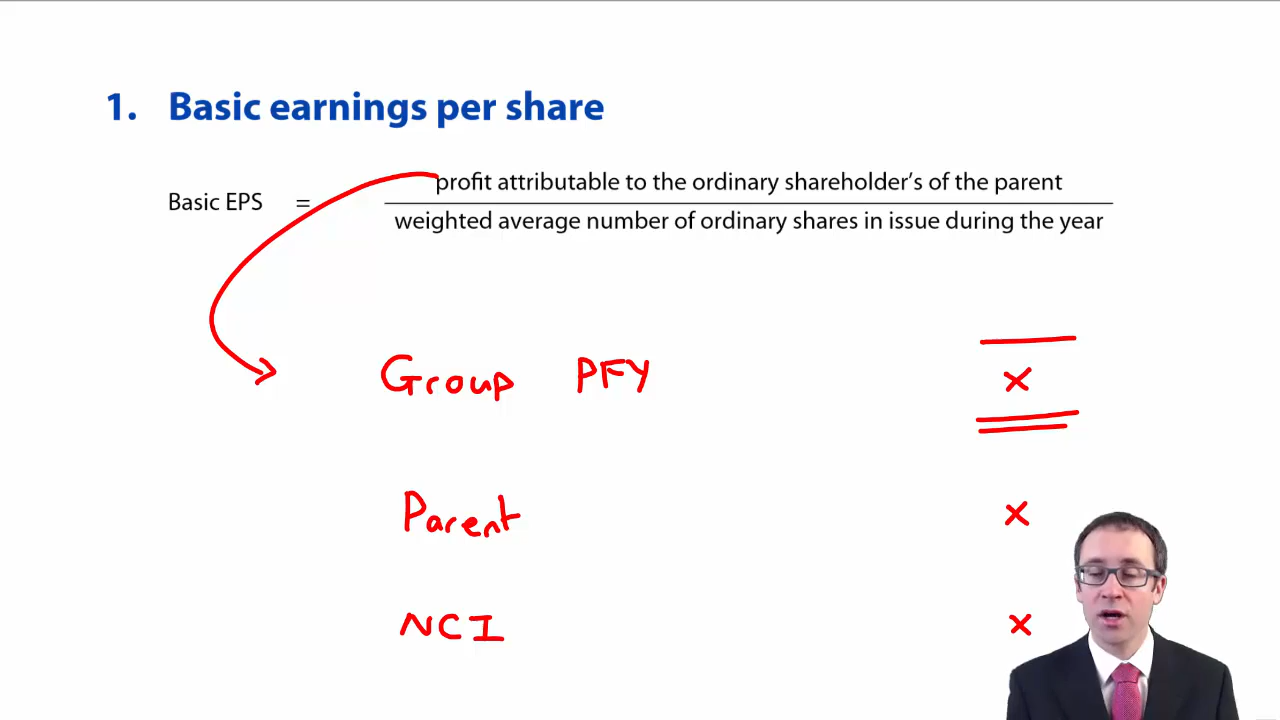 1. Basic earnings per share
profit attributable to the ordinary shareholder’s of the parent
Basic EPS =
weighted average number of ordinary shares in issue during the year
Group PFY x
Parent x
NCI x